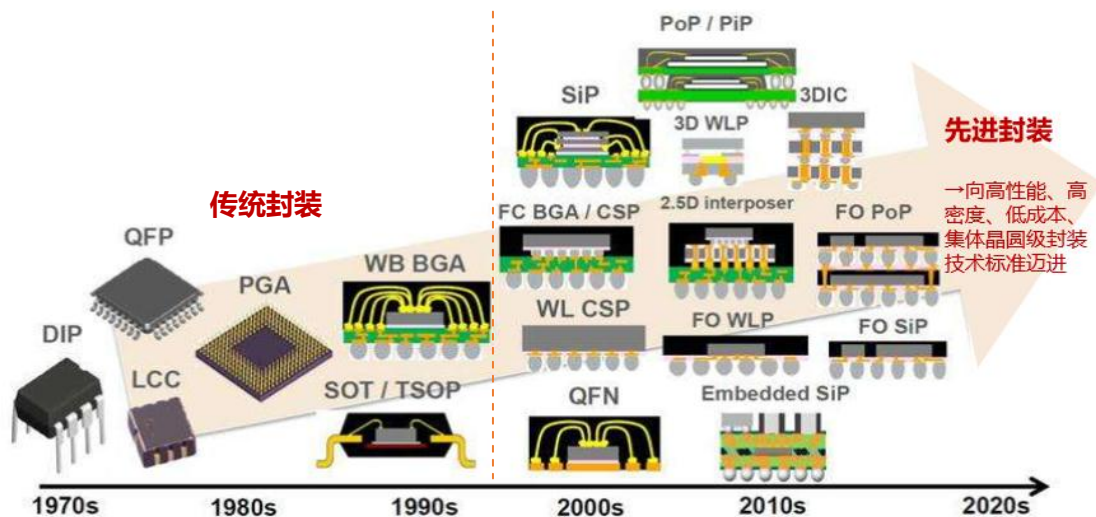 PoP / PiP
SiP
3DIC
3D WLP
先进封装
→向高性能、高
密度、低成本、
集体晶圆级封装
技术标准迈进
传统封装
FC BGA / CSP
2.5D interposer
FO PoP
QFP
WB BGA
PGA
WL CSP
FO WLP
FO SiP
DIP
LCC
SOT / TSOP
QFN
Embedded SiP
1970s
1980s
1990s
2000s
2010s
2020s